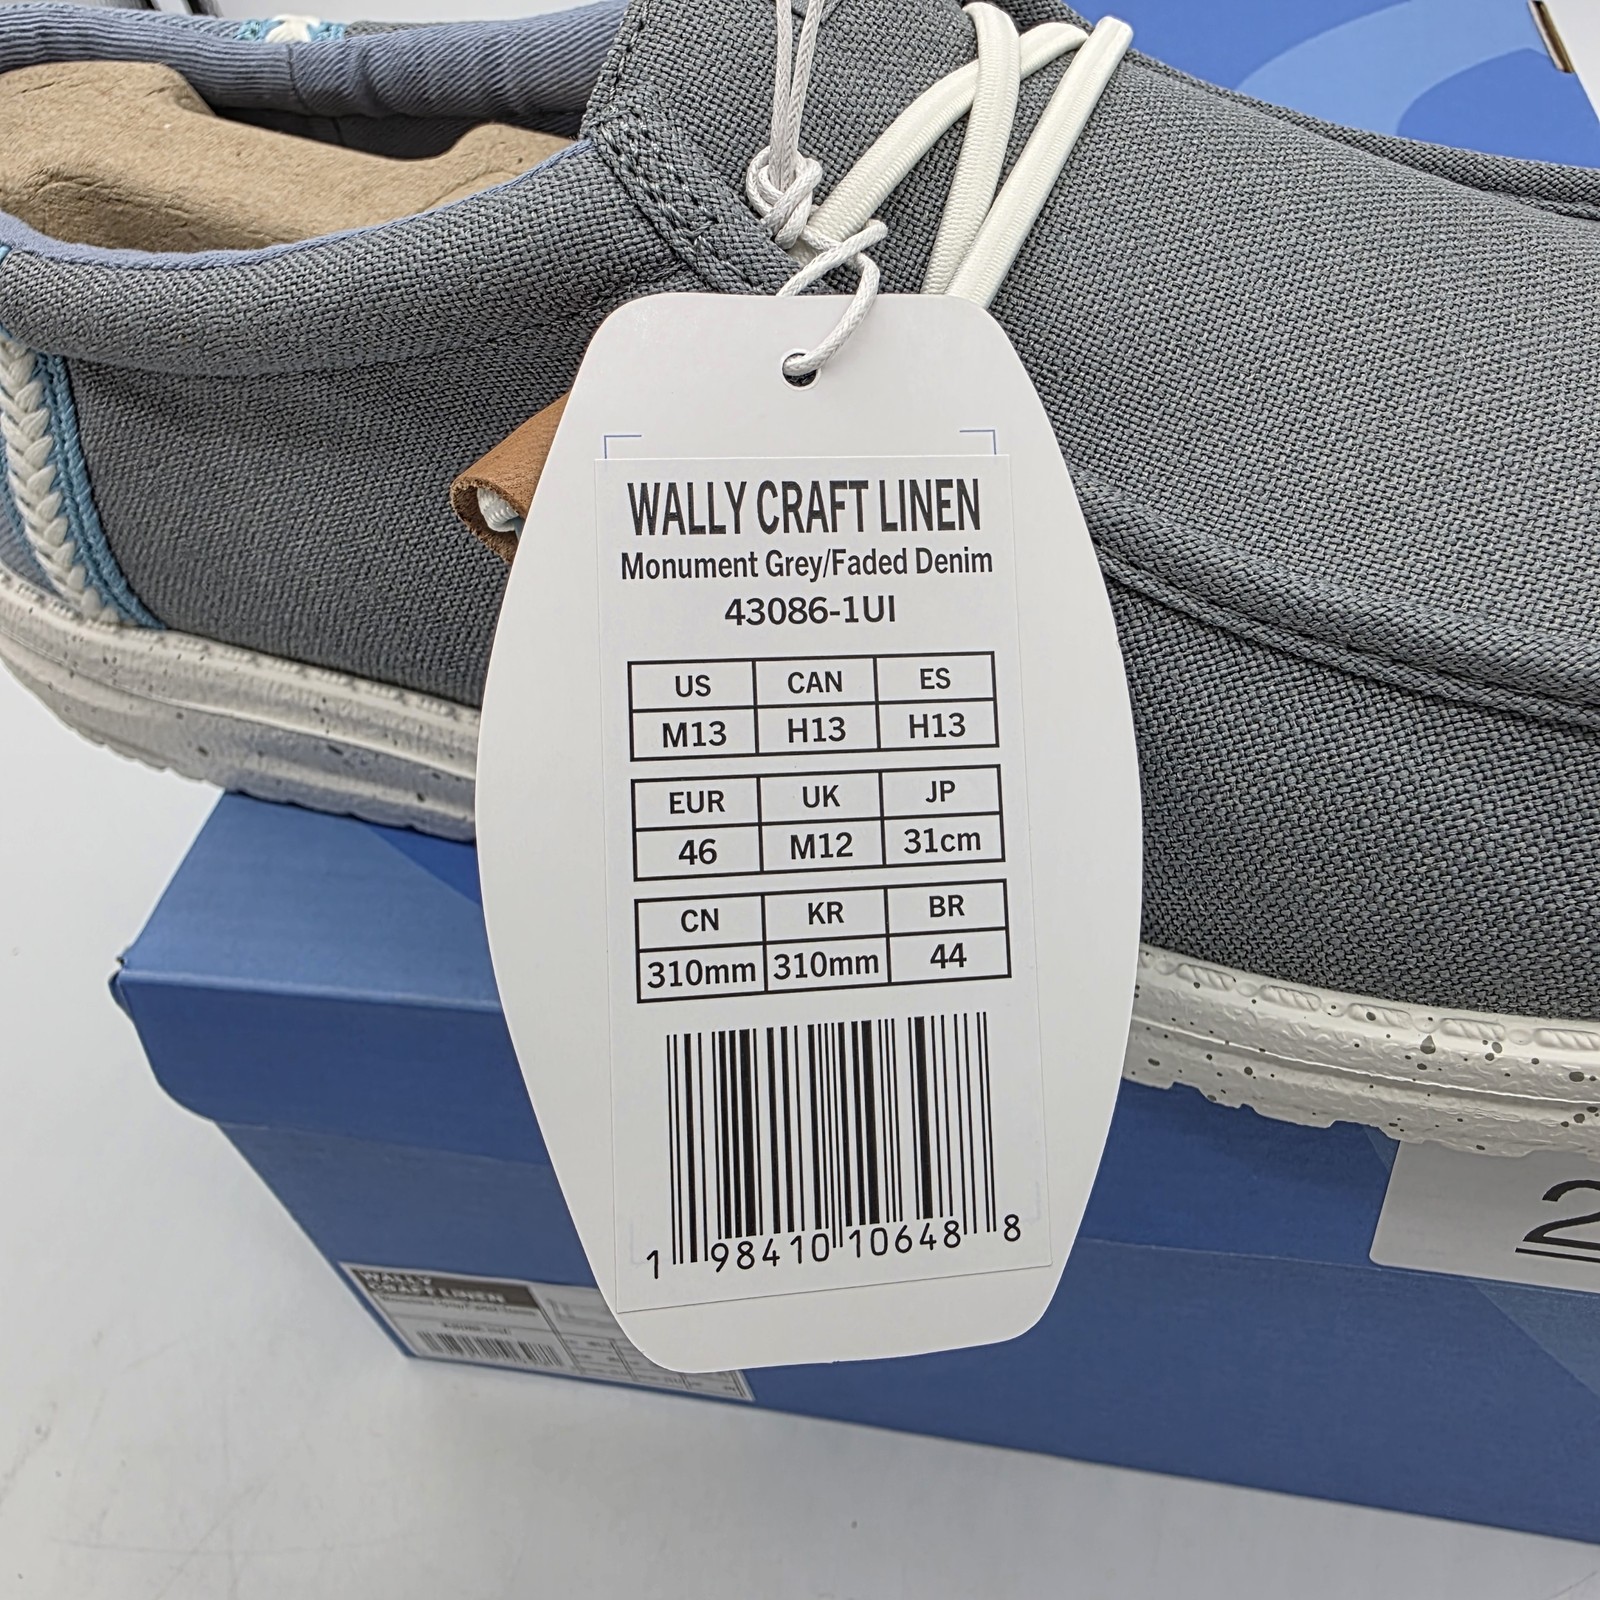 WALLY CRAFT LINEN
Monument Grey/Faded Denim
43086-1UI
US CAN ES
M13 H13 H13
EUR UK JP
46 M12 31cm
CN KR BR
310mm 310mm 44
1 98410 10648 8
WALLY
CRAFT LINEN
2